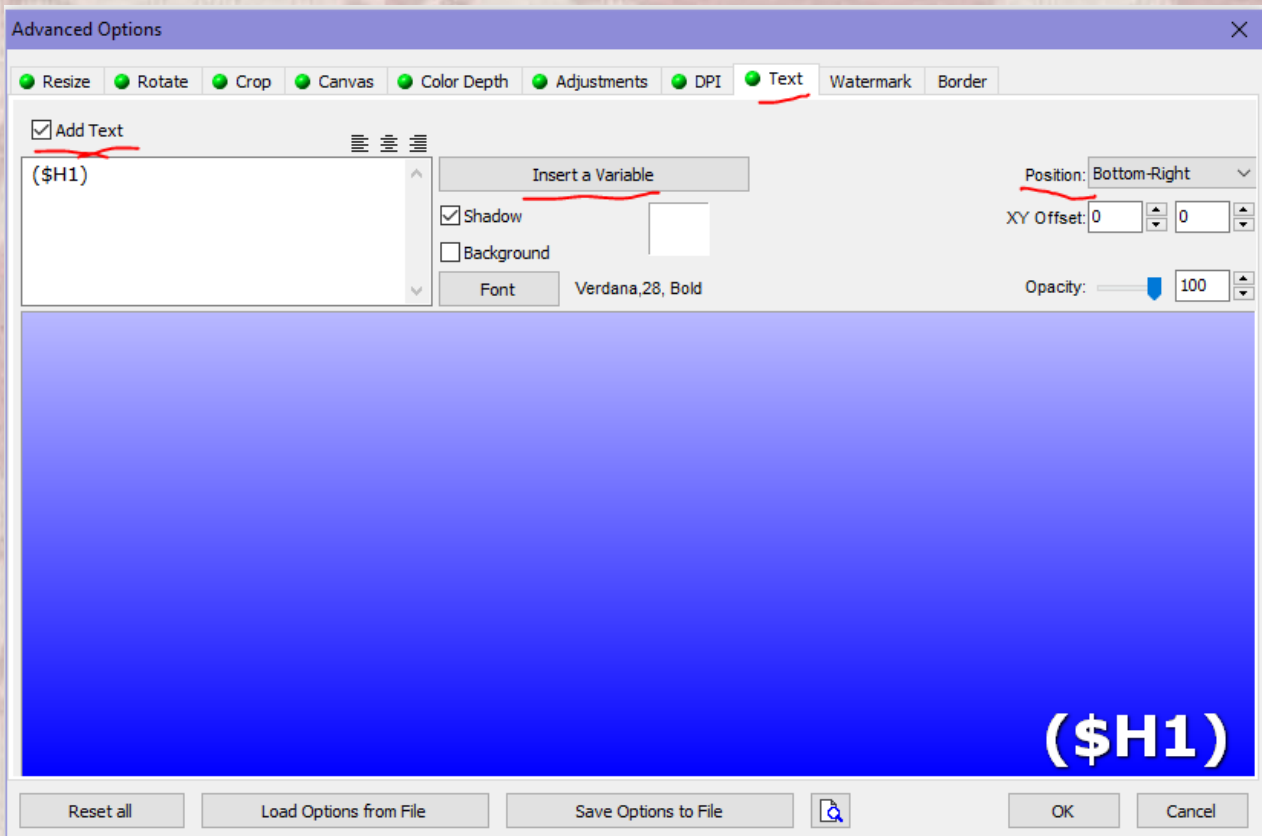 Advanced Options
Resize Rotate Crop Canvas Color Depth Adjustments DPI Text Watermark Border
Add Text
($H1)
Insert a Variable
Position: Bottom-Right
Shadow
XY Offset: 0 0
Background
Font Verdana,28, Bold
Opacity: 100
($H1)
Reset all Load Options from File Save Options to File OK Cancel